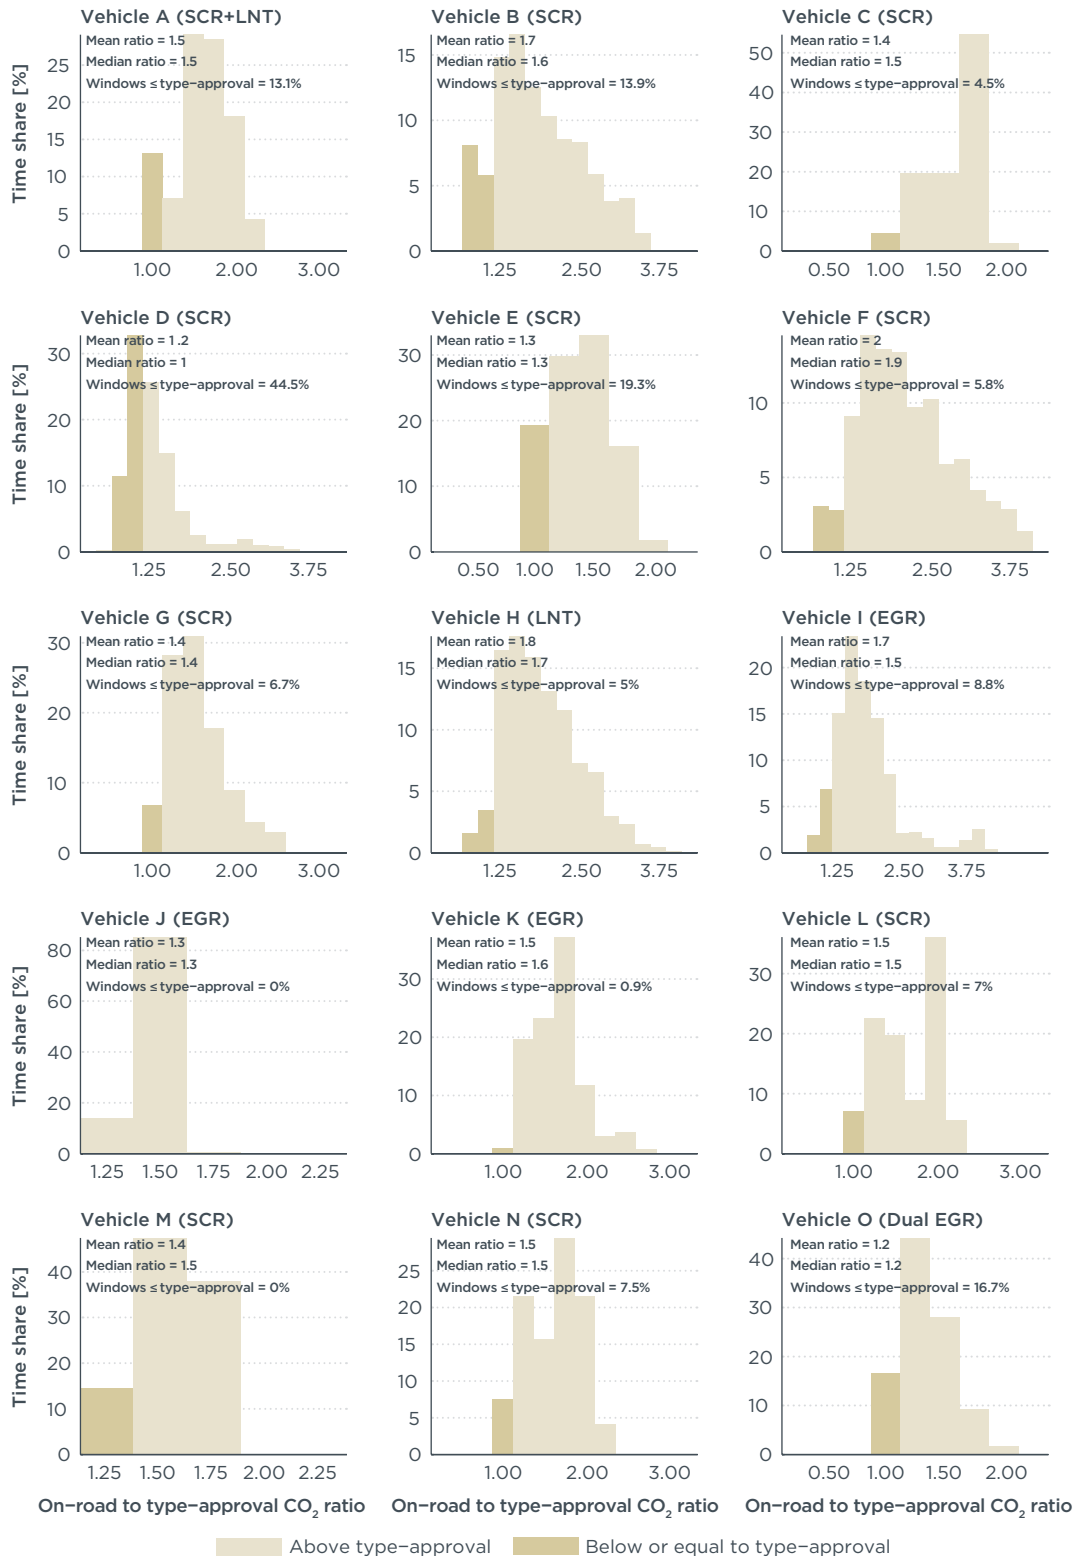 Vehicle A (SCR+LNT)
Mean ratio = 1.5
Median ratio = 1.5
Windows ≤ type−approval = 13.1%
Time share [%]
25
20
15
10
5
0
1.00 2.00 3.00
Vehicle B (SCR)
Mean ratio = 1.7
Median ratio = 1.6
Windows ≤ type−approval = 13.9%
15
10
5
0
1.25 2.50 3.75
Vehicle C (SCR)
Mean ratio = 1.4
Median ratio = 1.5
Windows ≤ type−approval = 4.5%
50
40
30
20
10
0
0.50 1.00 1.50 2.00
Vehicle D (SCR)
Mean ratio = 1.2
Median ratio = 1
Windows ≤ type−approval = 44.5%
Time share [%]
30
20
10
0
1.25 2.50 3.75
Vehicle E (SCR)
Mean ratio = 1.3
Median ratio = 1.3
Windows ≤ type−approval = 19.3%
30
20
10
0
0.50 1.00 1.50 2.00
Vehicle F (SCR)
Mean ratio = 2
Median ratio = 1.9
Windows ≤ type−approval = 5.8%
10
5
0
1.25 2.50 3.75
Vehicle G (SCR)
Mean ratio = 1.4
Median ratio = 1.4
Windows ≤ type−approval = 6.7%
Time share [%]
30
20
10
0
1.00 2.00 3.00
Vehicle H (LNT)
Mean ratio = 1.8
Median ratio = 1.7
Windows ≤ type−approval = 5%
15
10
5
0
1.25 2.50 3.75
Vehicle I (EGR)
Mean ratio = 1.7
Median ratio = 1.5
Windows ≤ type−approval = 8.8%
20
15
10
5
0
1.25 2.50 3.75
Vehicle J (EGR)
Mean ratio = 1.3
Median ratio = 1.3
Windows ≤ type−approval = 0%
Time share [%]
80
60
40
20
0
1.25 1.50 1.75 2.00 2.25
Vehicle K (EGR)
Mean ratio = 1.5
Median ratio = 1.6
Windows ≤ type−approval = 0.9%
30
20
10
0
1.00 2.00 3.00
Vehicle L (SCR)
Mean ratio = 1.5
Median ratio = 1.5
Windows ≤ type−approval = 7%
30
20
10
0
1.00 2.00 3.00
Vehicle M (SCR)
Mean ratio = 1.4
Median ratio = 1.5
Windows ≤ type−approval = 0%
Time share [%]
40
30
20
10
0
1.25 1.50 1.75 2.00 2.25
On−road to type−approval CO₂ ratio
Vehicle N (SCR)
Mean ratio = 1.5
Median ratio = 1.5
Windows ≤ type−approval = 7.5%
25
20
15
10
5
0
1.00 2.00 3.00
On−road to type−approval CO₂ ratio
Vehicle O (Dual EGR)
Mean ratio = 1.2
Median ratio = 1.2
Windows ≤ type−approval = 16.7%
40
30
20
10
0
0.50 1.00 1.50 2.00
On−road to type−approval CO₂ ratio
Above type−approval
Below or equal to type−approval